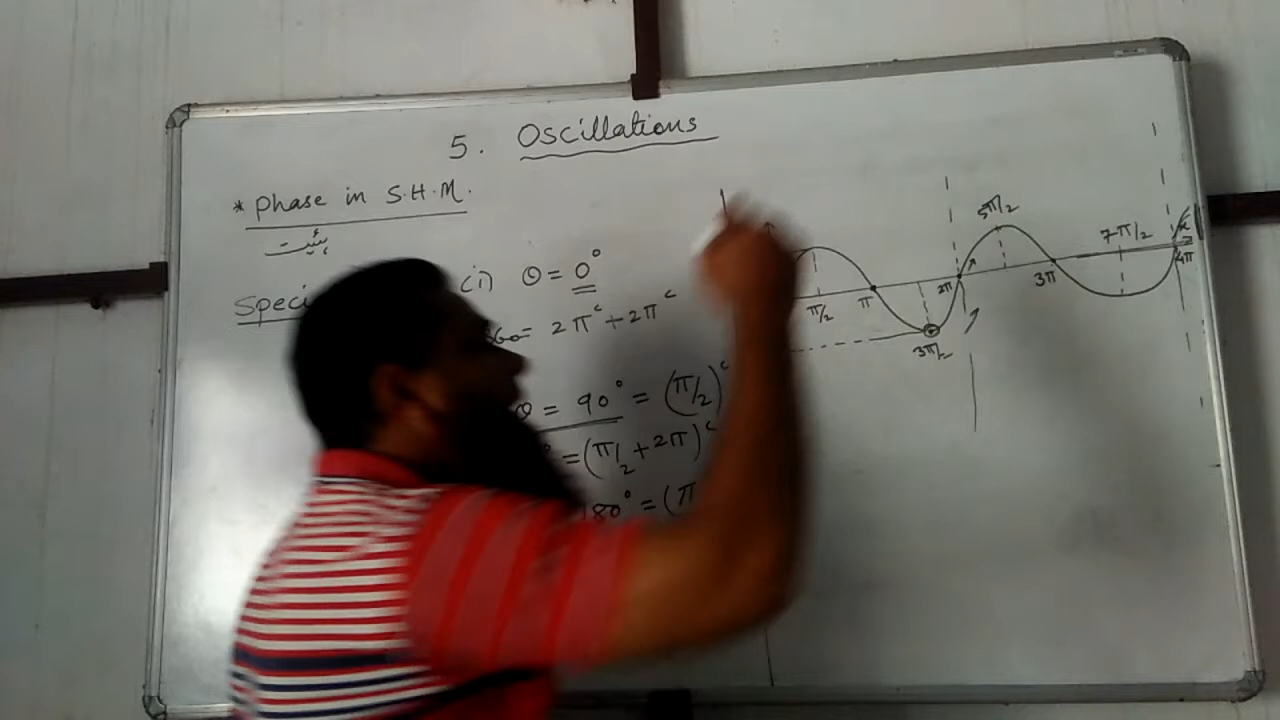 5. Oscillations
* Phase in S.H.M.
ہیئت
(i) θ = 0°
360 = 2π^c + 2π^c
θ = 90° = (π/2)^c
= (π/2 + 2π)^c
180° = (π
π/2
π
3π/2
2π
5π/2
3π
7π/2
4π
x